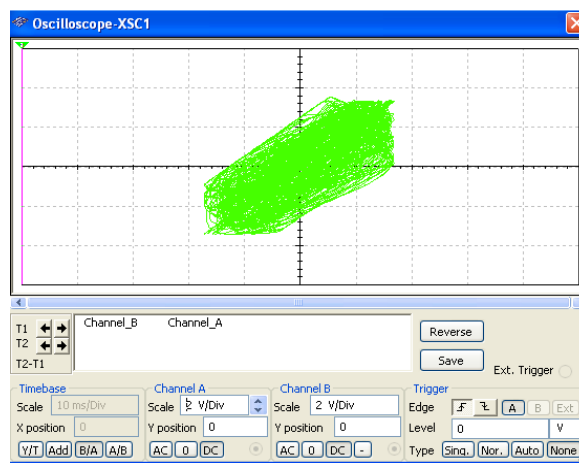 Oscilloscope-XSC1
T1
T2
T2-T1
Channel_B Channel_A
Reverse
Save
Ext. Trigger
Timebase
Scale 10 ms/Div
X position 0
Y/T Add B/A A/B
Channel A
Scale 2 V/Div
Y position 0
AC 0 DC
Channel B
Scale 2 V/Div
Y position 0
AC 0 DC -
Trigger
Edge A B Ext
Level 0 V
Type Sing. Nor. Auto None